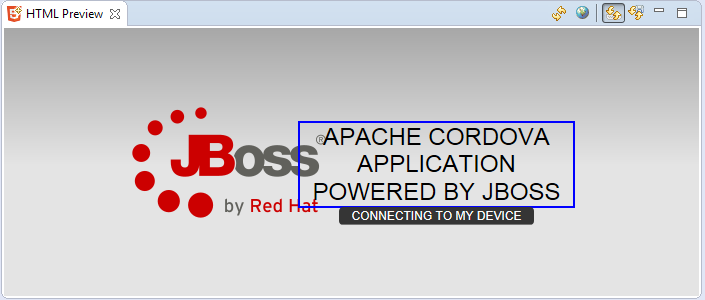 HTML Preview
JBoss®
by Red Hat
APACHE CORDOVA
APPLICATION
POWERED BY JBOSS
CONNECTING TO MY DEVICE